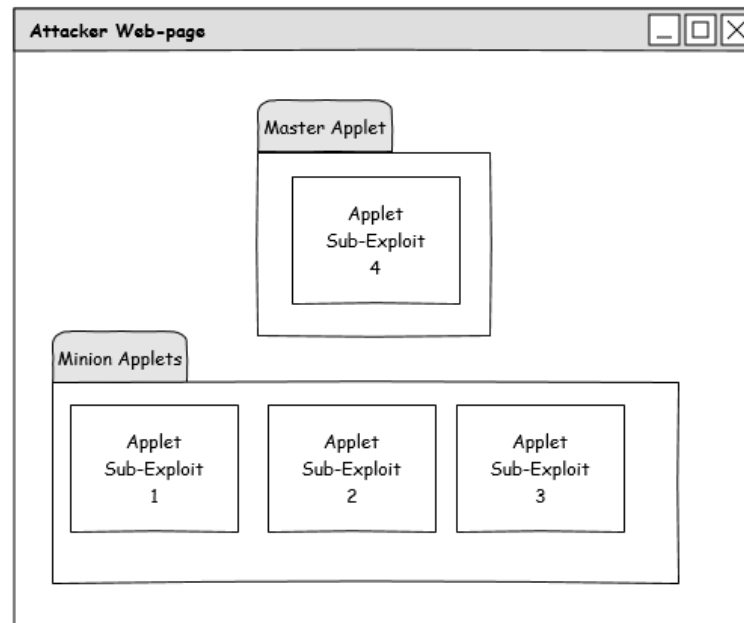 Attacker Web-page
Master Applet
Applet
Sub-Exploit
4
Minion Applets
Applet
Sub-Exploit
1
Applet
Sub-Exploit
2
Applet
Sub-Exploit
3